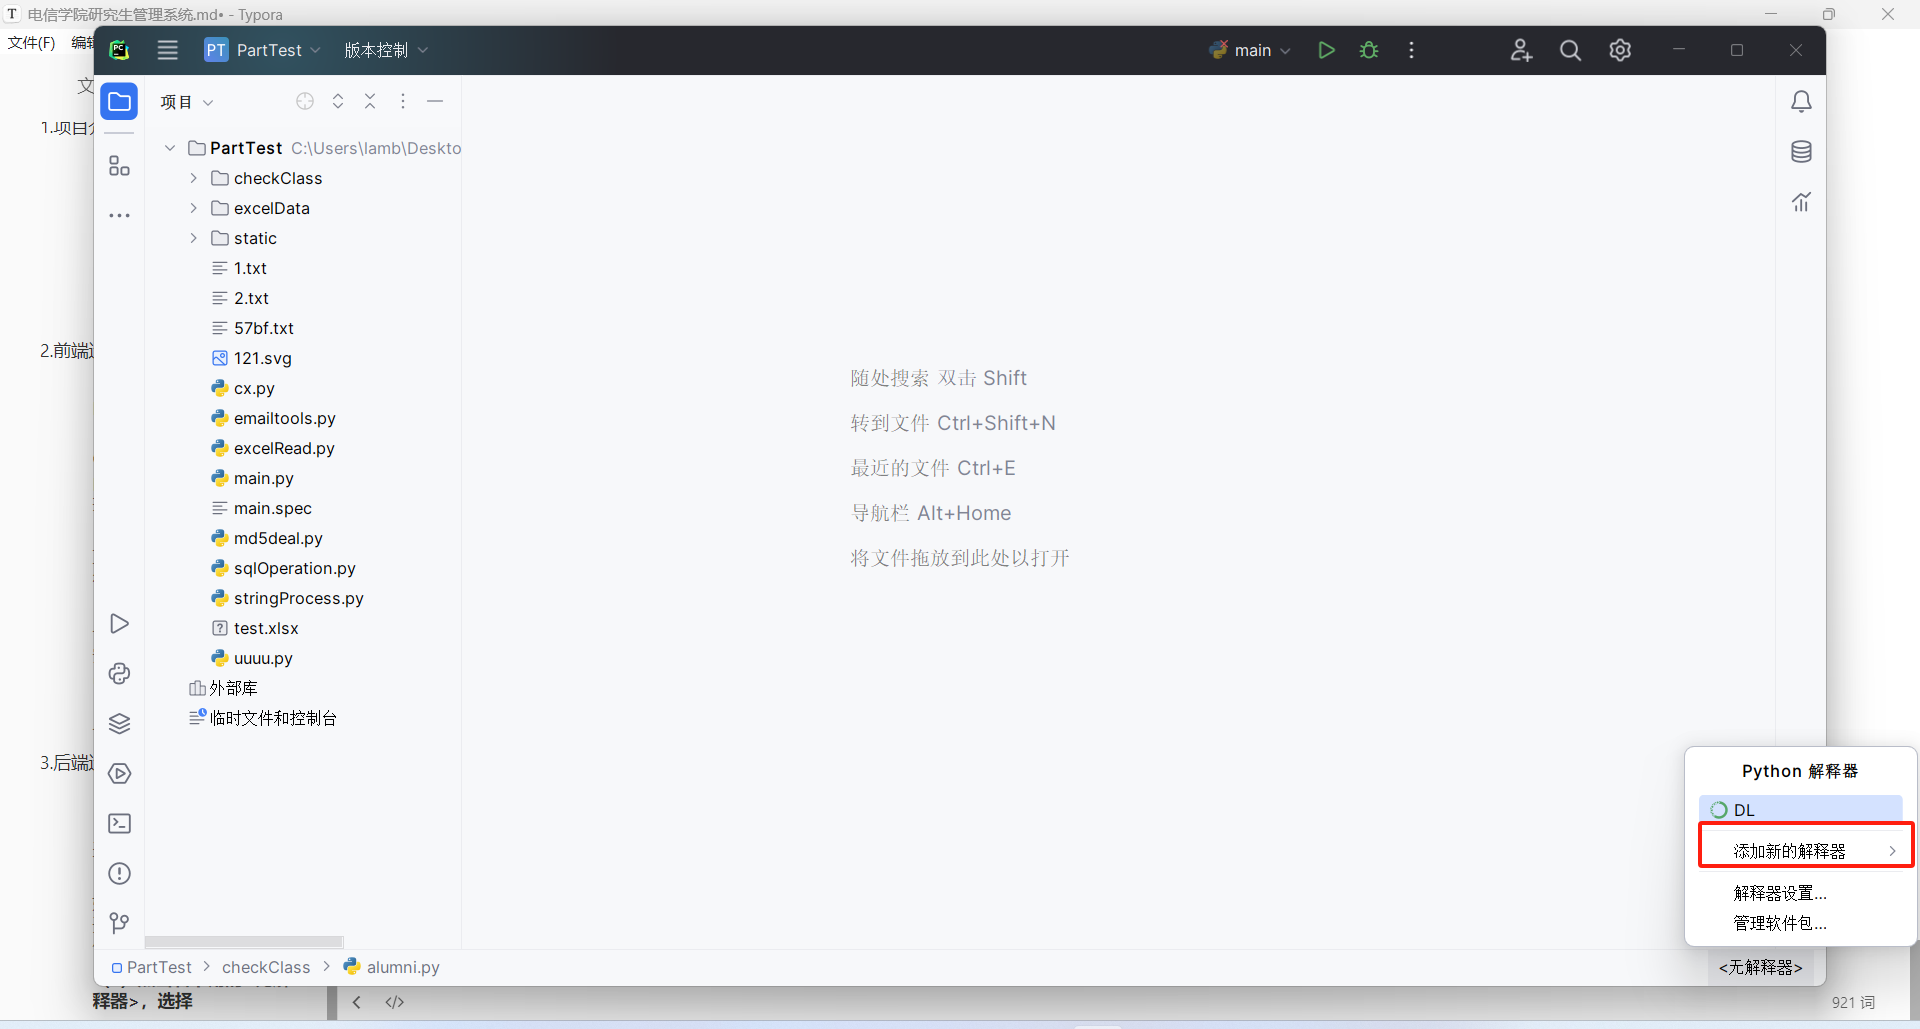 T 电信学院研究生管理系统.md• - Typora
文件(F) 编辑
PC PT PartTest 版本控制 main
文
项目
1.项目
PartTest C:\Users\lamb\Deskto
checkClass
excelData
static
1.txt
2.txt
57bf.txt
2.前端
121.svg
cx.py
emailtools.py
excelRead.py
main.py
main.spec
md5deal.py
sqlOperation.py
stringProcess.py
test.xlsx
uuuu.py
外部库
临时文件和控制台
3.后端
随处搜索 双击 Shift
转到文件 Ctrl+Shift+N
最近的文件 Ctrl+E
导航栏 Alt+Home
将文件拖放到此处以打开
Python 解释器
DL
添加新的解释器
解释器设置...
管理软件包...
PartTest checkClass alumni.py
<无解释器>
释器>，选择
</>
921 词